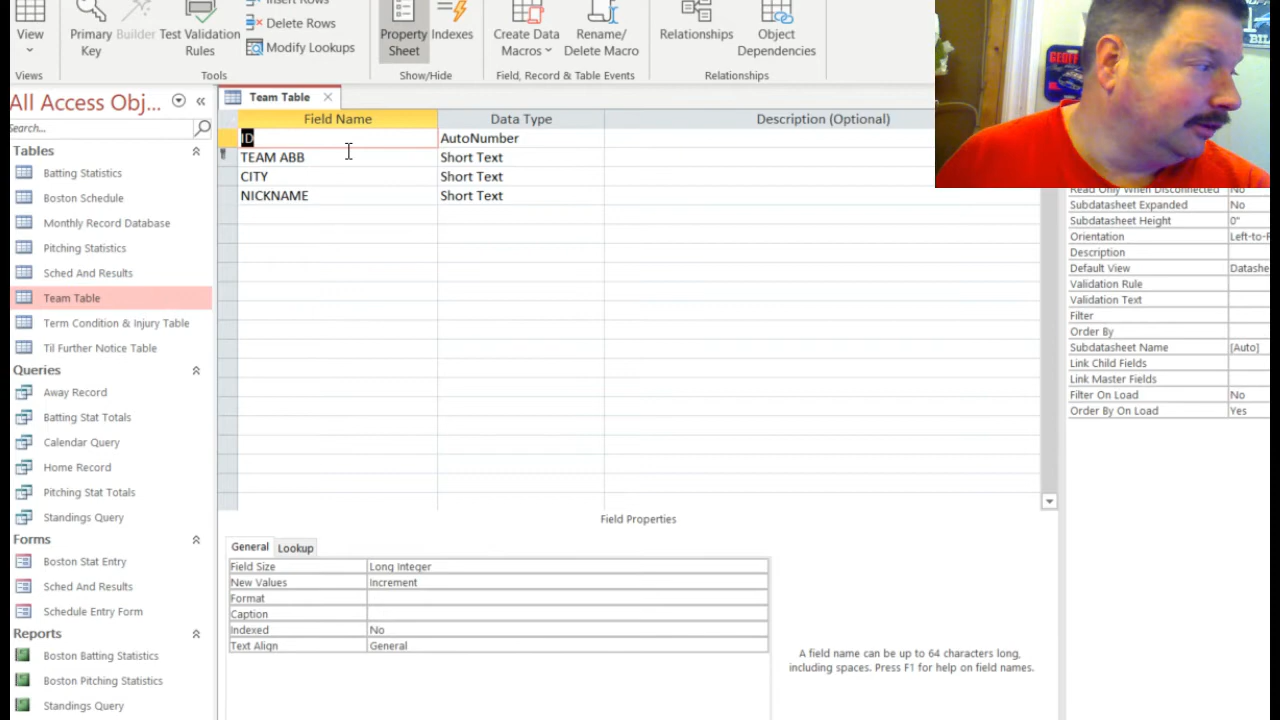 Insert Rows
View
Primary
Key
Builder
Test Validation
Rules
Delete Rows
Modify Lookups
Property
Sheet
Indexes
Create Data
Macros
Rename/
Delete Macro
Relationships
Object
Dependencies
Views
Tools
Show/Hide
Field, Record & Table Events
Relationships
All Access Obj...
Search...
Tables
Batting Statistics
Boston Schedule
Monthly Record Database
Pitching Statistics
Sched And Results
Team Table
Term Condition & Injury Table
Til Further Notice Table
Queries
Away Record
Batting Stat Totals
Calendar Query
Home Record
Pitching Stat Totals
Standings Query
Forms
Boston Stat Entry
Sched And Results
Schedule Entry Form
Reports
Boston Batting Statistics
Boston Pitching Statistics
Standings Query
Team Table
Field Name Data Type Description (Optional)
ID AutoNumber
TEAM ABB Short Text
CITY Short Text
NICKNAME Short Text
Field Properties
General Lookup
Field Size Long Integer
New Values Increment
Format
Caption
Indexed No
Text Align General
A field name can be up to 64 characters long,
including spaces. Press F1 for help on field names.
Read Only When Disconnected No
Subdatasheet Expanded No
Subdatasheet Height 0"
Orientation Left-to-R
Description
Default View Datashe
Validation Rule
Validation Text
Filter
Order By
Subdatasheet Name [Auto]
Link Child Fields
Link Master Fields
Filter On Load No
Order By On Load Yes